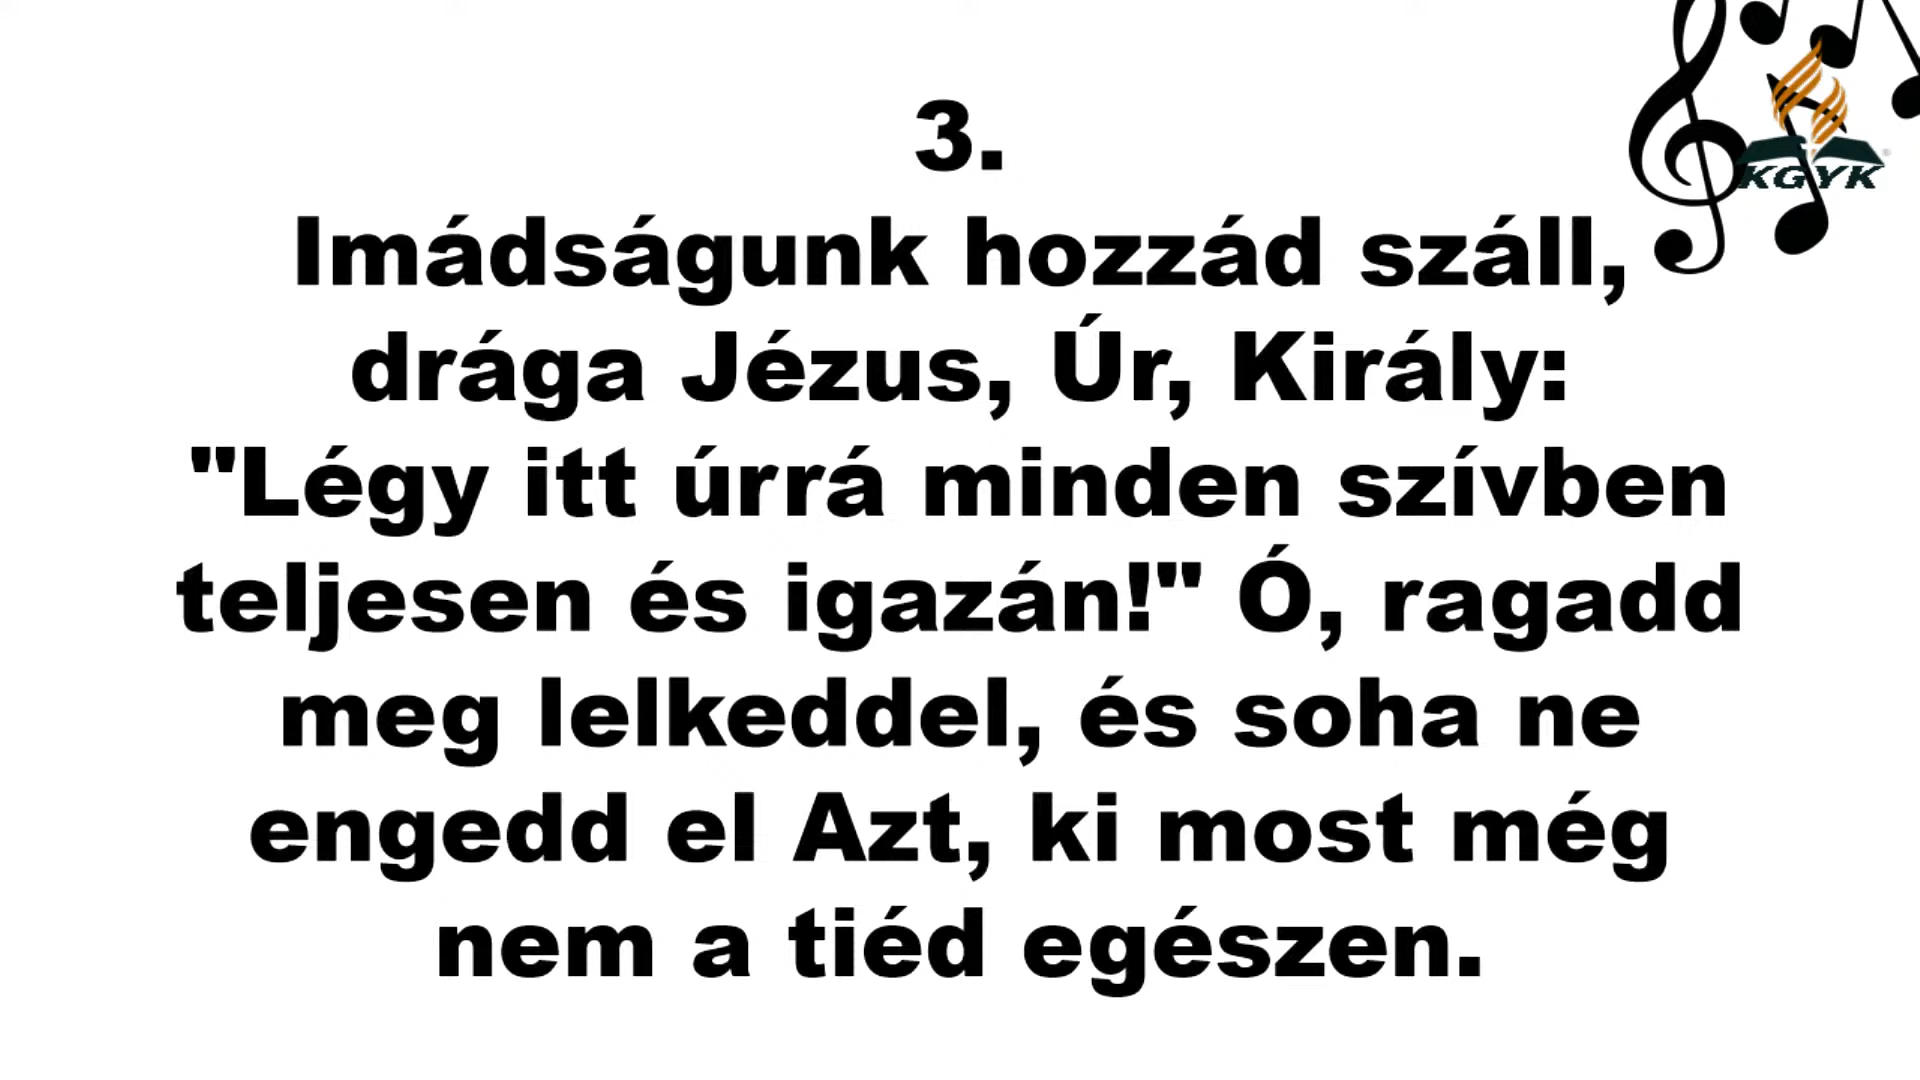 3.
Imádságunk hozzád száll,
drága Jézus, Úr, Király:
"Légy itt úrrá minden szívben
teljesen és igazán!" Ó, ragadd
meg lelkeddel, és soha ne
engedd el Azt, ki most még
nem a tiéd egészen.
KGYK